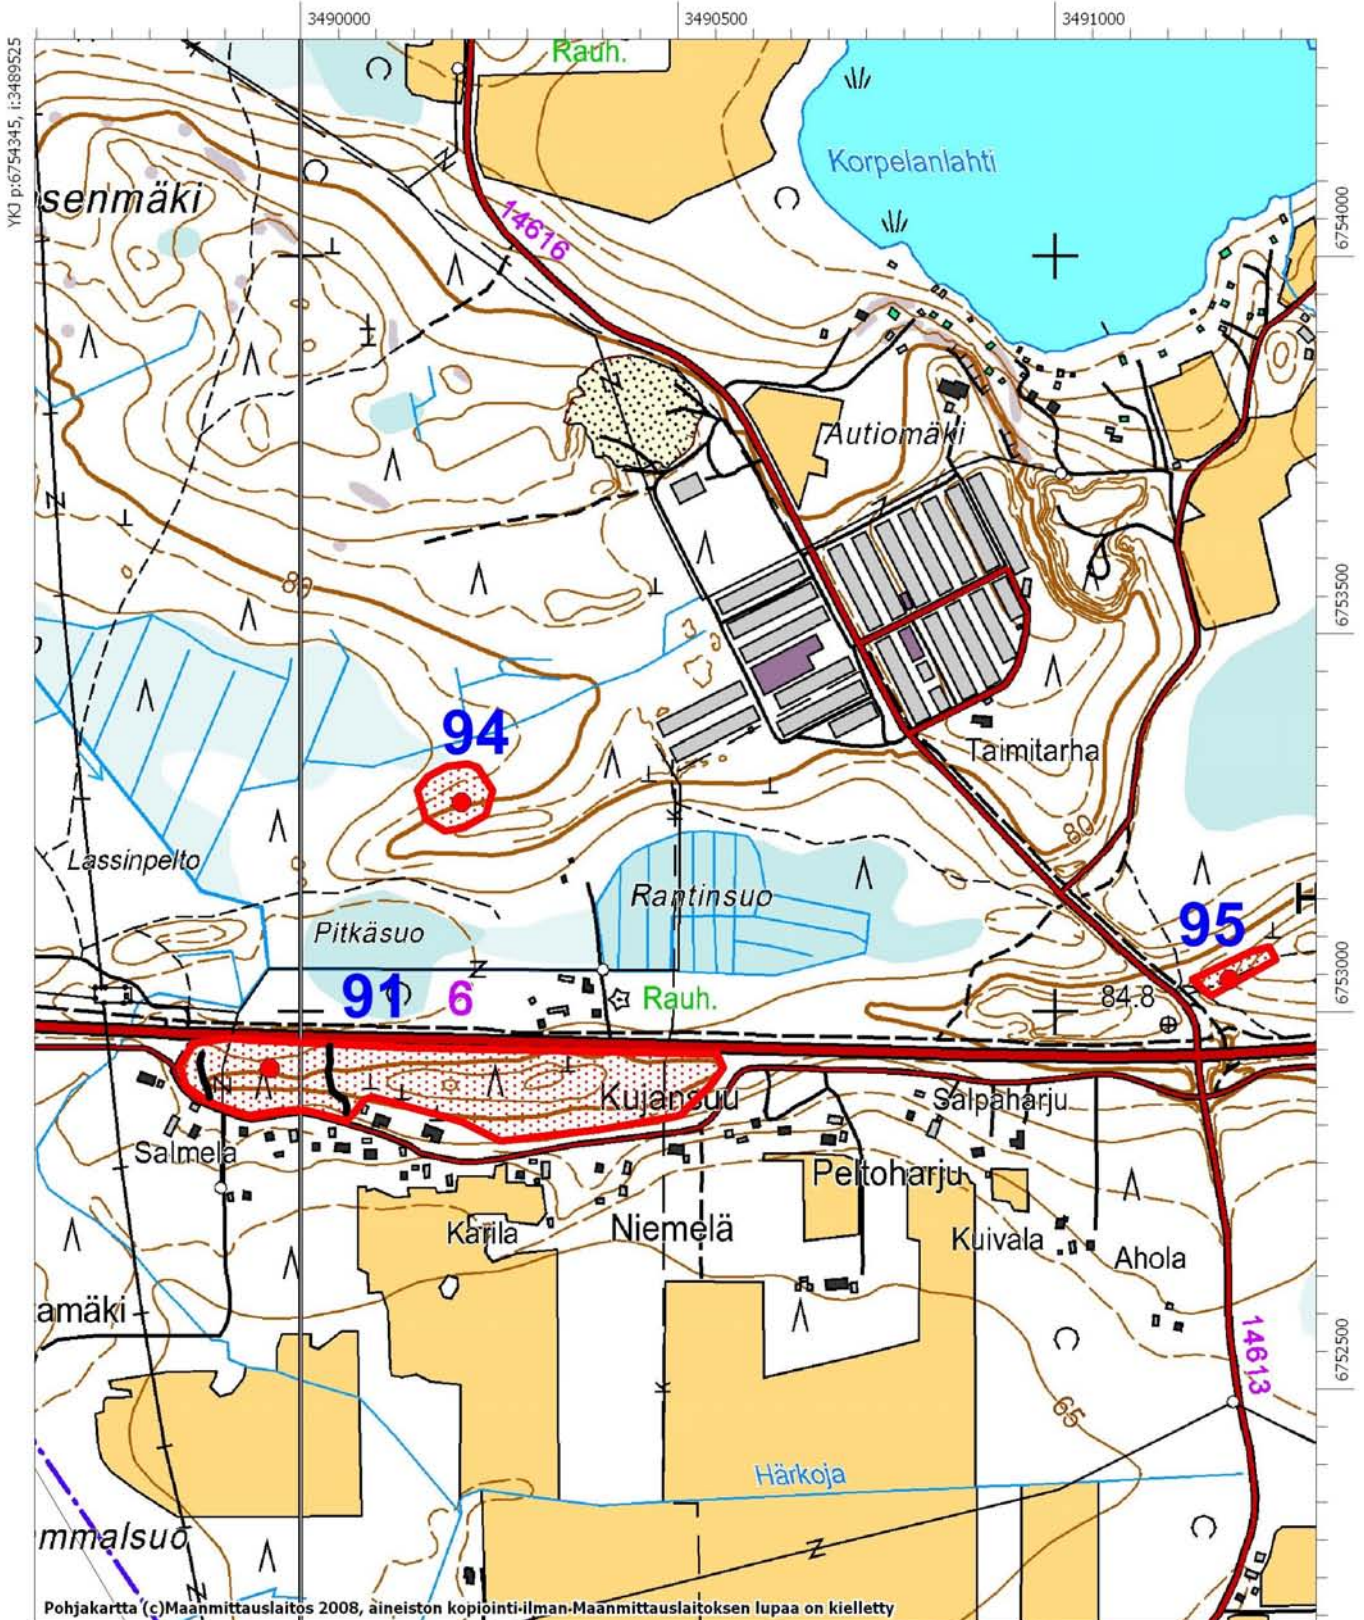 3490000
3490500
3491000
YKJ p:6754345, i:3489525
Rauh.
Korpelanlahti
senmäki
14616
6754000
Autiomäki
80
6753500
94
Taimitarha
80
Lassinpelto
Rantinsuo
95
Pitkäsuo
6753000
91 6
Rauh.
84.8
Kujansuu
Salpaharju
Salmela
Peltoharju
Karila
Niemelä
Kuivala
Ahola
amäki
14613
6752500
65
Härkoja
mmalsuo
Pohjakartta (c)Maanmittauslaitos 2008, aineiston kopiointi ilman Maanmittauslaitoksen lupaa on kielletty